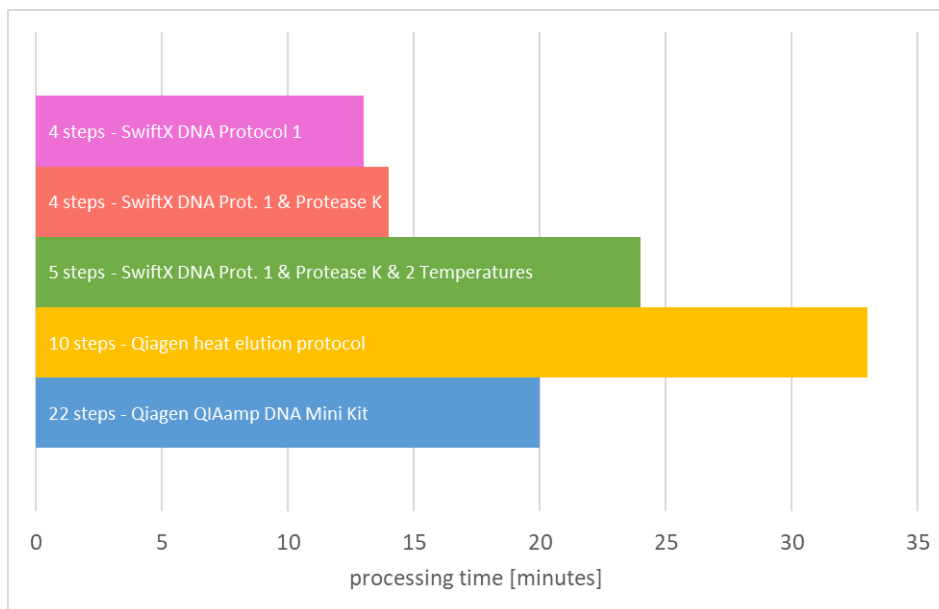 4 steps - SwiftX DNA Protocol 1
4 steps - SwiftX DNA Prot. 1 & Protease K
5 steps - SwiftX DNA Prot. 1 & Protease K & 2 Temperatures
10 steps - Qiagen heat elution protocol
22 steps - Qiagen QIAamp DNA Mini Kit
0 5 10 15 20 25 30 35
processing time [minutes]